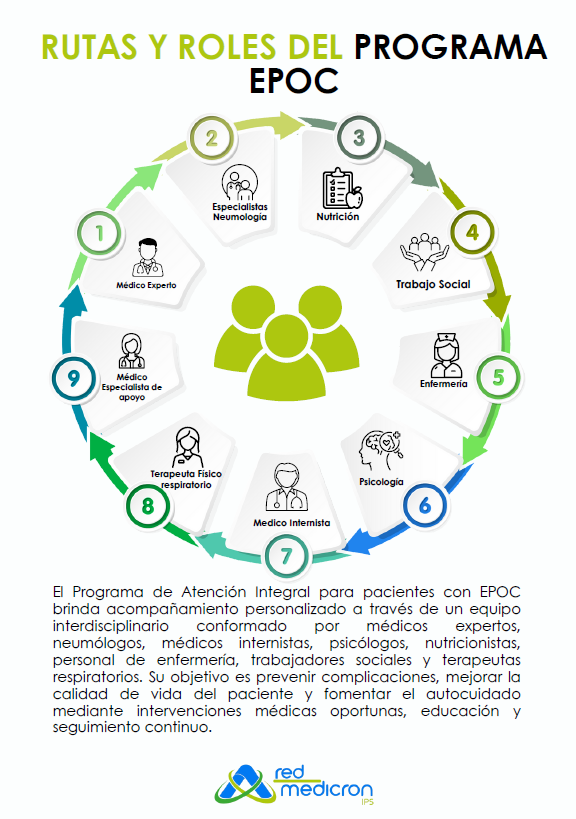 RUTAS Y ROLES DEL PROGRAMA
EPOC
1
Médico Experto
2
Especialistas
Neumología
3
Nutrición
4
Trabajo Social
5
Enfermería
6
Psicología
7
Medico Internista
8
Terapeuta Físico
respiratorio
9
Médico
Especialista de
apoyo
El Programa de Atención Integral para pacientes con EPOC
brinda acompañamiento personalizado a través de un equipo
interdisciplinario conformado por médicos expertos,
neumólogos, médicos internistas, psicólogos, nutricionistas,
personal de enfermería, trabajadores sociales y terapeutas
respiratorios. Su objetivo es prevenir complicaciones, mejorar la
calidad de vida del paciente y fomentar el autocuidado
mediante intervenciones médicas oportunas, educación y
seguimiento continuo.
red
medicron
IPS